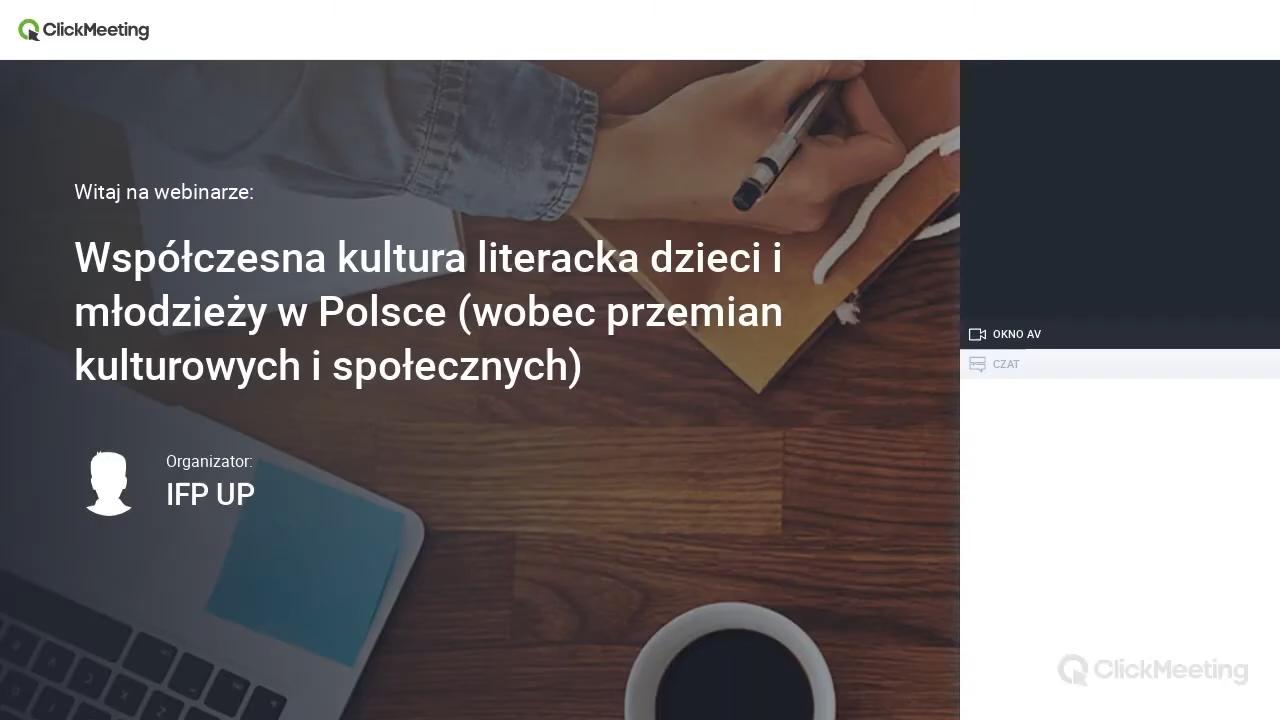 ClickMeeting
Witaj na webinarze:
Współczesna kultura literacka dzieci i
młodzieży w Polsce (wobec przemian
kulturowych i społecznych)
Organizator:
IFP UP
OKNO AV
CZAT
ClickMeeting